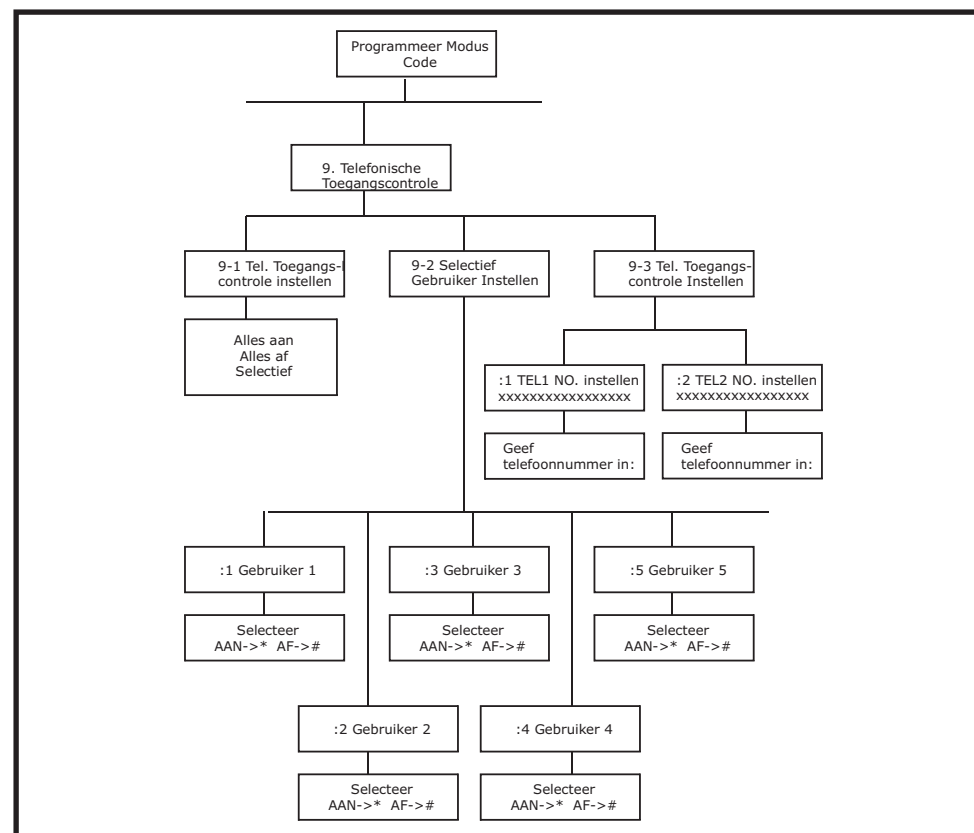 Programmeer Modus
Code
9. Telefonische
Toegangscontrole
9-1 Tel. Toegangs-
controle instellen
9-2 Selectief
Gebruiker Instellen
9-3 Tel. Toegangs-
controle Instellen
Alles aan
Alles af
Selectief
:1 TEL1 NO. instellen
xxxxxxxxxxxxxxxxx
:2 TEL2 NO. instellen
xxxxxxxxxxxxxxxxx
Geef
telefoonnummer in:
Geef
telefoonnummer in:
:1 Gebruiker 1
:3 Gebruiker 3
:5 Gebruiker 5
Selecteer
AAN->* AF->#
Selecteer
AAN->* AF->#
Selecteer
AAN->* AF->#
:2 Gebruiker 2
:4 Gebruiker 4
Selecteer
AAN->* AF->#
Selecteer
AAN->* AF->#